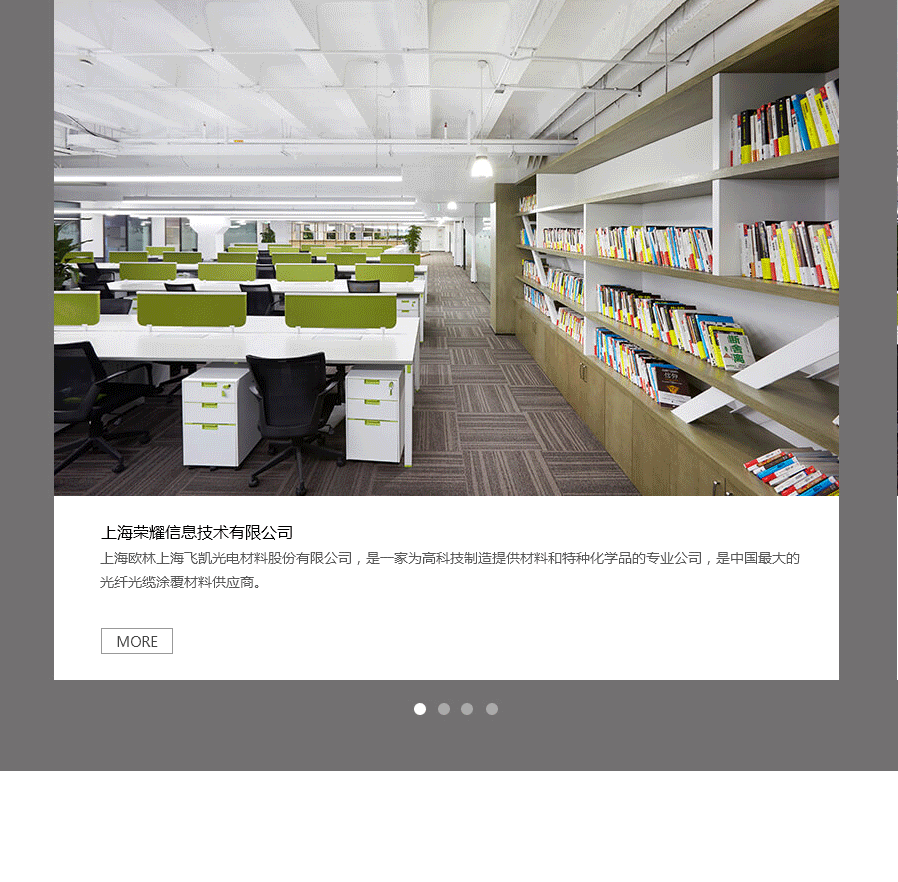 断舍离
上海荣耀信息技术有限公司
上海欧林上海飞凯光电材料股份有限公司，是一家为高科技制造提供材料和特种化学品的专业公司，是中国最大的
光纤光缆涂覆材料供应商。
MORE